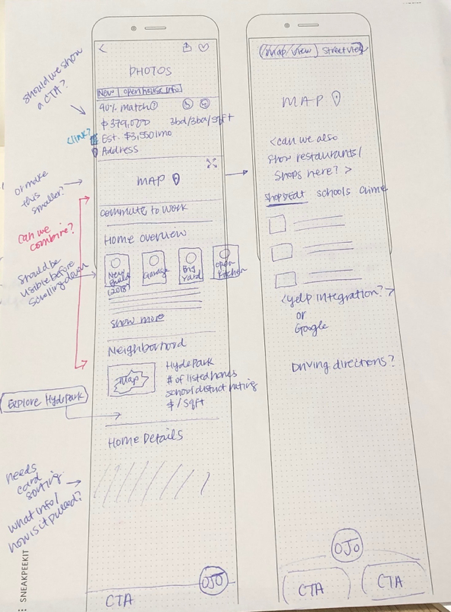 should we show
a CTA?
PHOTOS
New | open house info
90% match
$379,000 3bd/3ba/sqft
LINK?
Est. $3,550/mo
Address
or make
this
smaller?
MAP
commute to work
can we
combine?
Home overview
should be
visible before
scrolling down
New
build
(2018)
Garage
Big
yard
open
kitchen
show more
Neighborhood
Map
Hyde Park
# of listed homes
school district rating
$ / sqft
Explore Hyde Park
Home Details
needs
card
sorting
what info/
how is it pulled?
CTA
OJO
SNEAKPEEKIT
Map view | Street view
MAP
<can we also
show restaurants/
shops here? >
shop/eat schools crime
<yelp integration?>
or
Google
Driving directions?
OJO
CTA
CTA